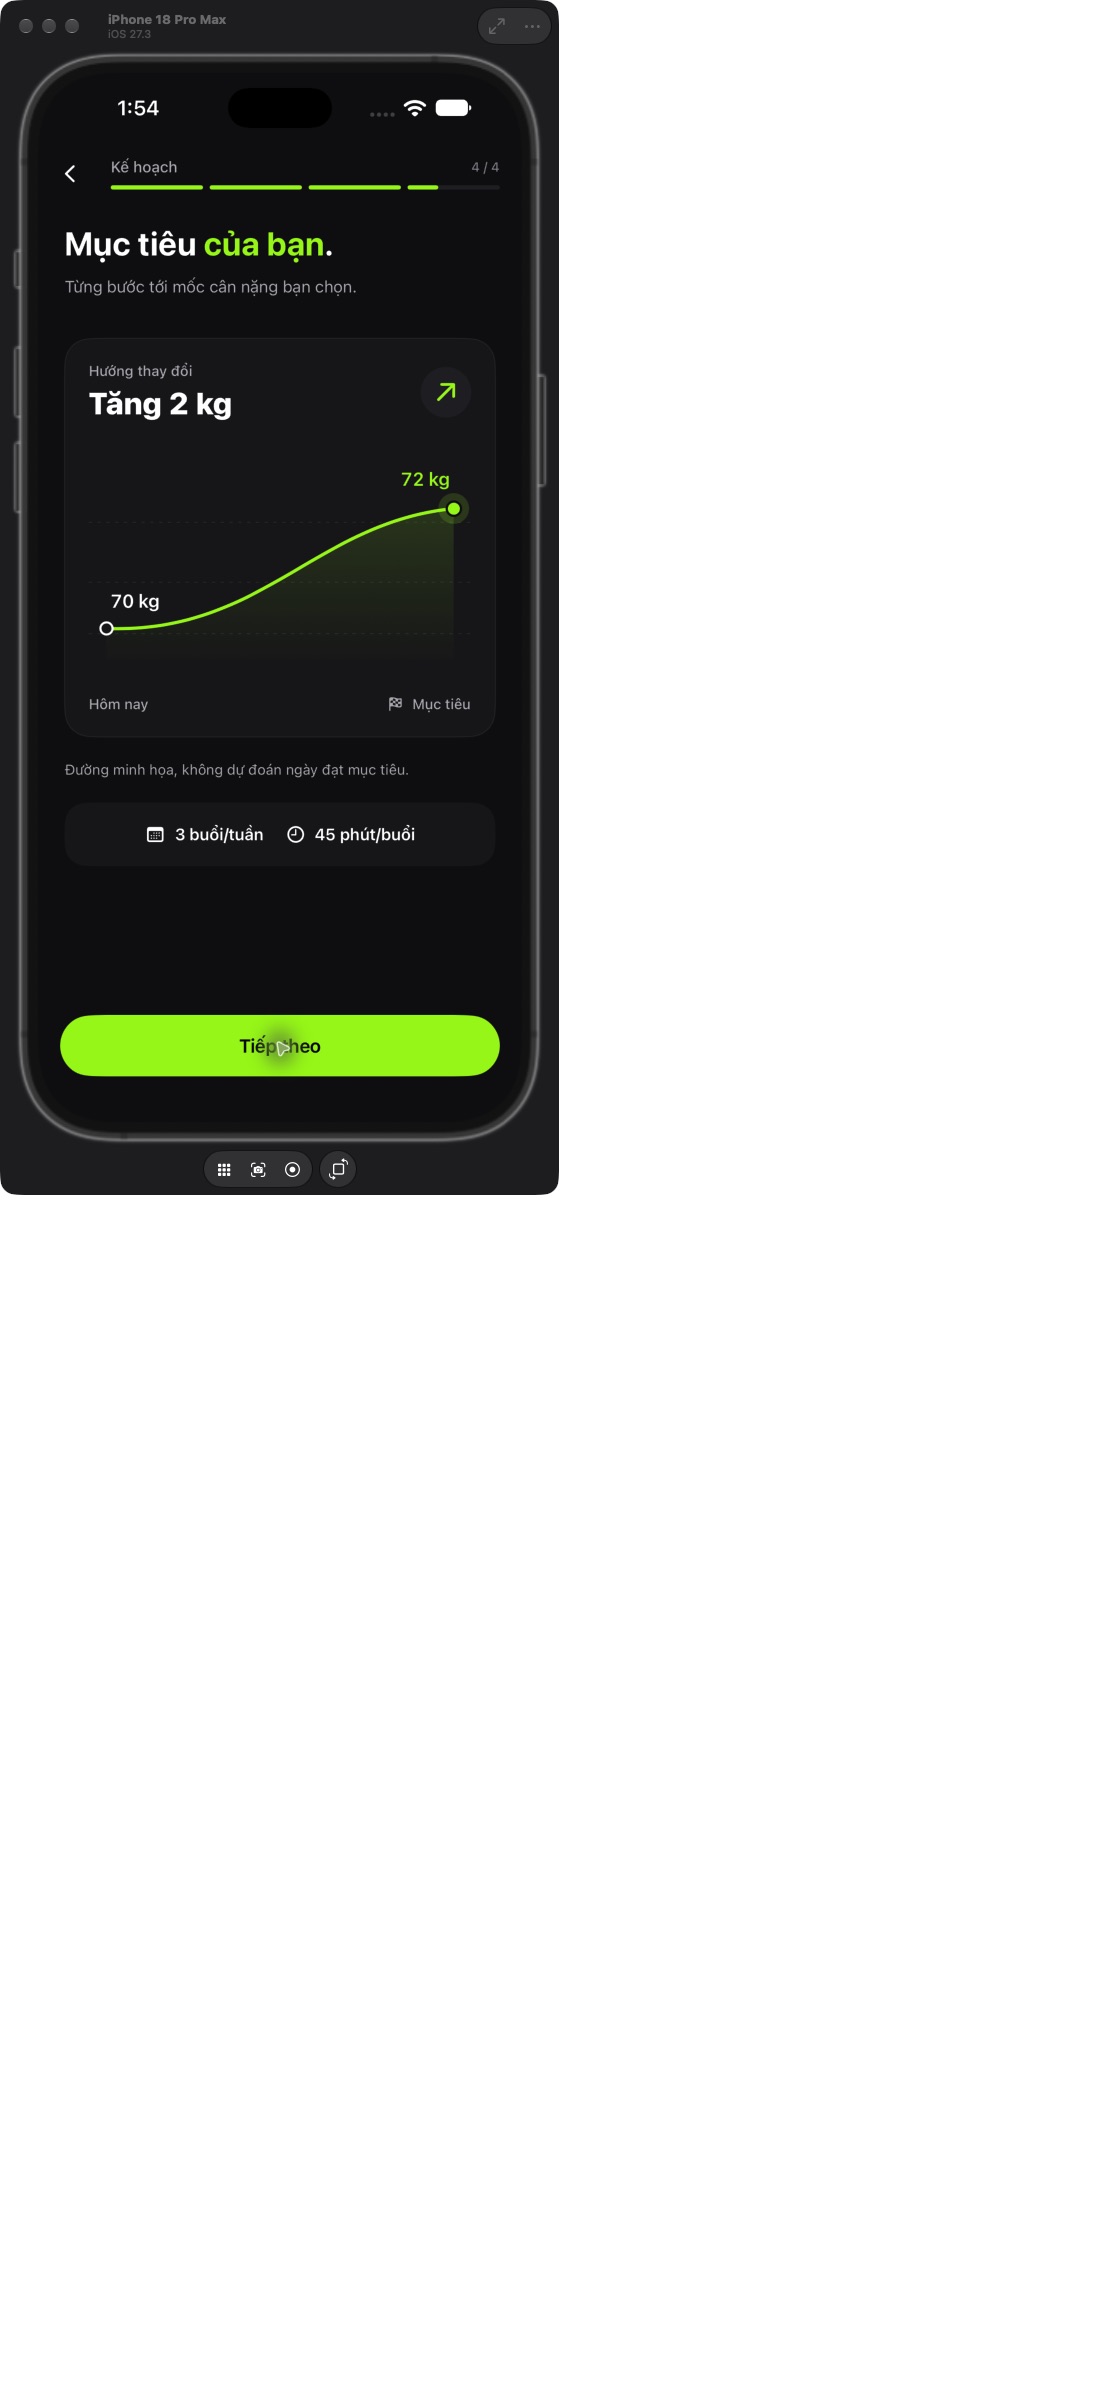 iPhone 18 Pro Max
iOS 27.3
1:54
Kế hoạch
4 / 4
Mục tiêu của bạn.
Từng bước tới mốc cân nặng bạn chọn.
Hướng thay đổi
Tăng 2 kg
72 kg
70 kg
Hôm nay
Mục tiêu
Đường minh họa, không dự đoán ngày đạt mục tiêu.
3 buổi/tuần
45 phút/buổi
Tiếp theo